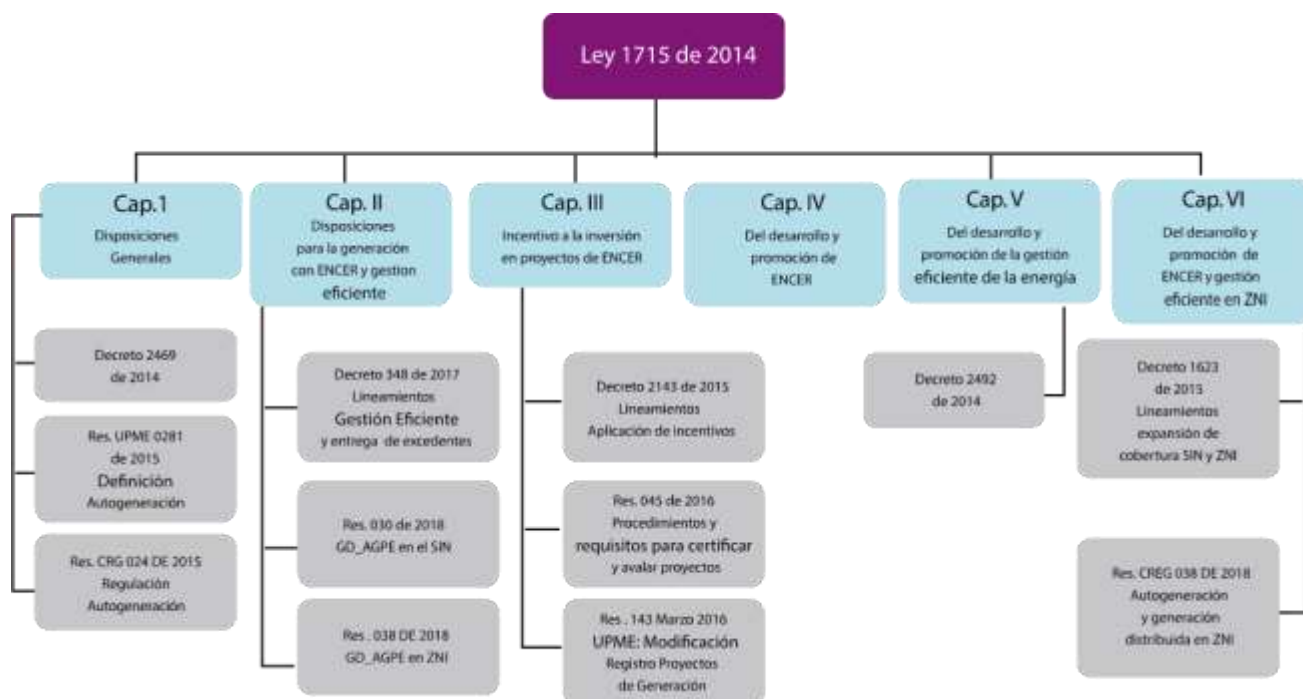 Ley 1715 de 2014
Cap.1
Disposiciones
Generales
Cap. II
Disposiciones
para la generación
con ENCER y gestion
eficiente
Cap. III
Incentivo a la inversión
en proyectos de ENCER
Cap. IV
Del desarrollo y
promoción de
ENCER
Cap. V
Del desarrollo y
promoción de la gestión
eficiente de la energía
Cap. VI
Del desarrollo y
promoción de
ENCER y gestión
eficiente en ZNI
Decreto 2469
de 2014
Res. UPME 0281
de 2015
Definición
Autogeneración
Res. CRG 024 DE 2015
Regulación
Autogeneración
Decreto 348 de 2017
Lineamientos
Gestión Eficiente
y entrega de excedentes
Res. 030 de 2018
GD_AGPE en el SIN
Res . 038 DE 2018
GD_AGPE en ZNI
Decreto 2143 de 2015
Lineamientos
Aplicación de incentivos
Res. 045 de 2016
Procedimientos y
requisitos para certificar
y avalar proyectos
Res . 143 Marzo 2016
UPME: Modificación
Registro Proyectos
de Generación
Decreto 2492
de 2014
Decreto 1623
de 2015
Lineamientos
expansión de
cobertura SIN y ZNI
Res. CREG 038 DE 2018
Autogeneración
y generación
distribuida en ZNI